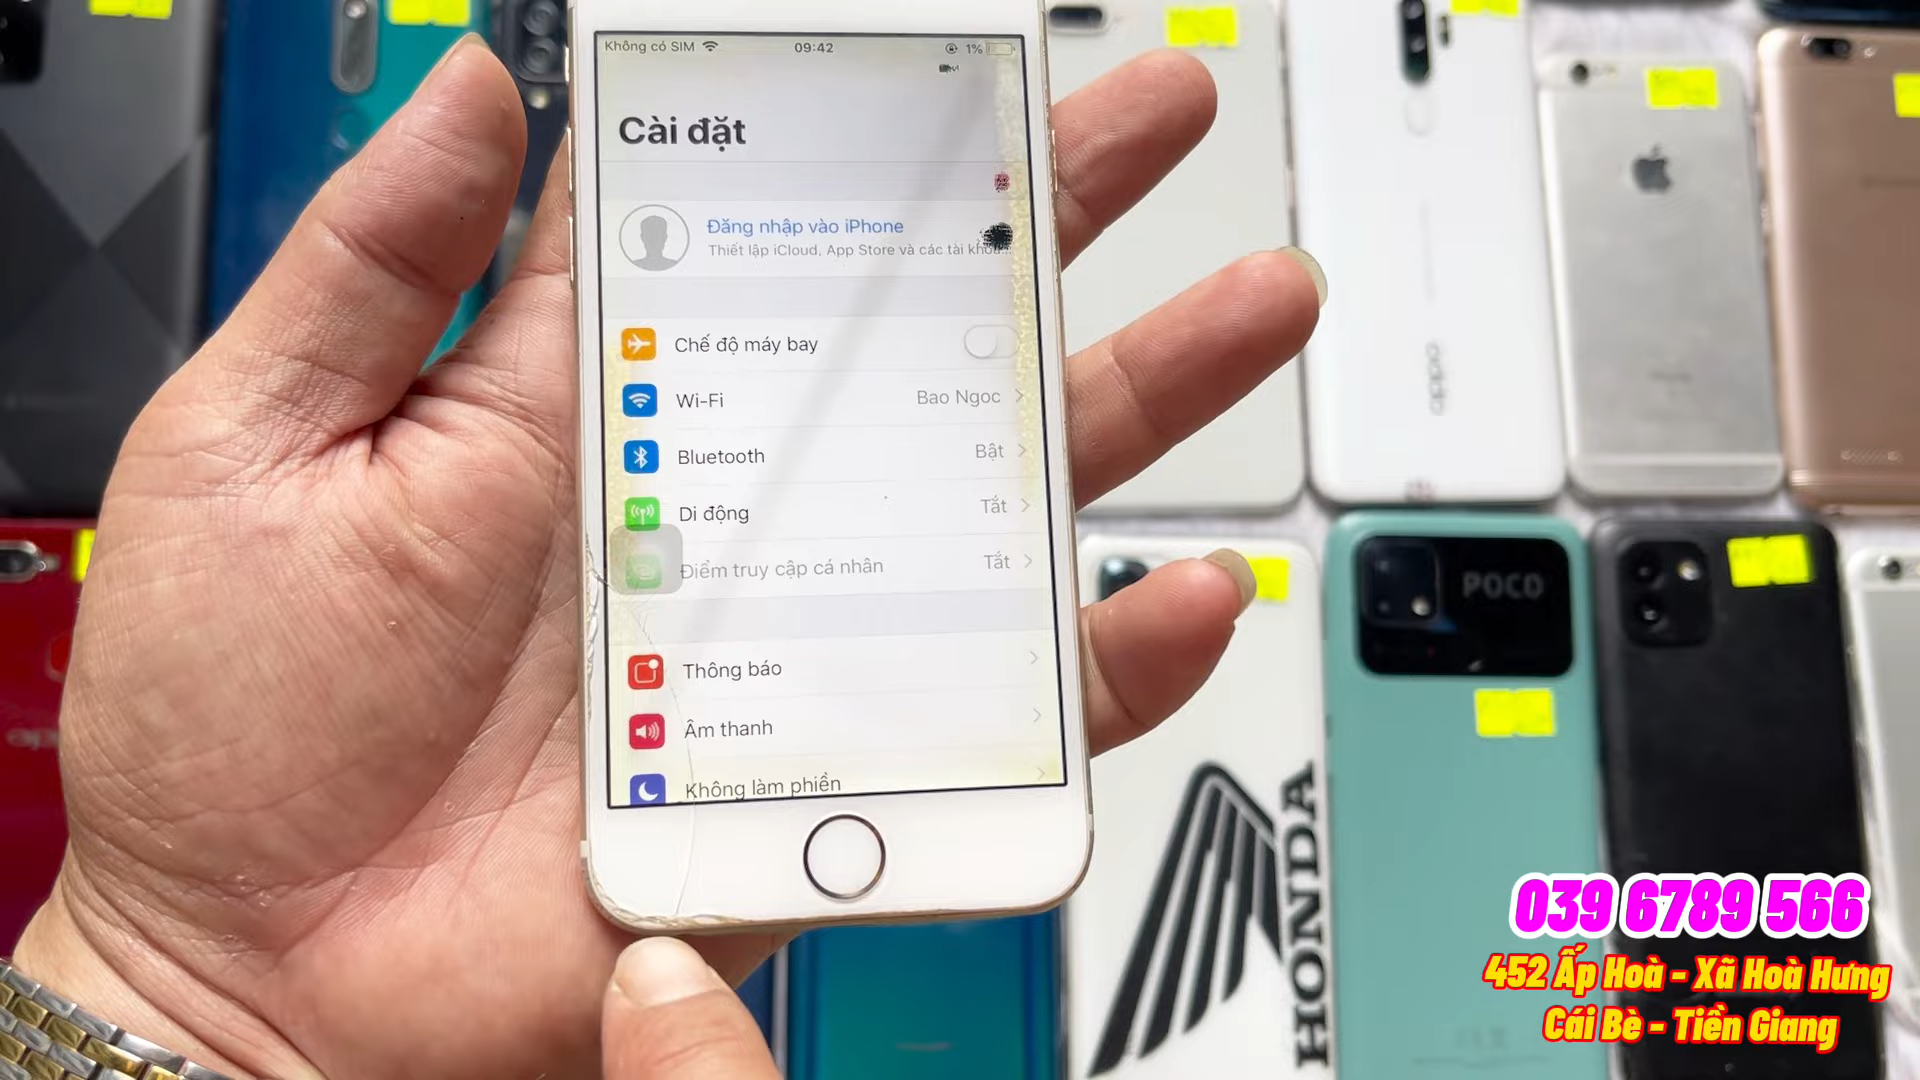 Không có SIM
09:42
1%
Cài đặt
Đăng nhập vào iPhone
Thiết lập iCloud, App Store và các tài khoả...
Chế độ máy bay
Wi-Fi
Bao Ngoc
Bluetooth
Bật
Di động
Tắt
Điểm truy cập cá nhân
Tắt
Thông báo
Âm thanh
Không làm phiền
oppo
POCO
HONDA
039 6789 566
452 Ấp Hoà - Xã Hoà Hưng
Cái Bè - Tiền Giang